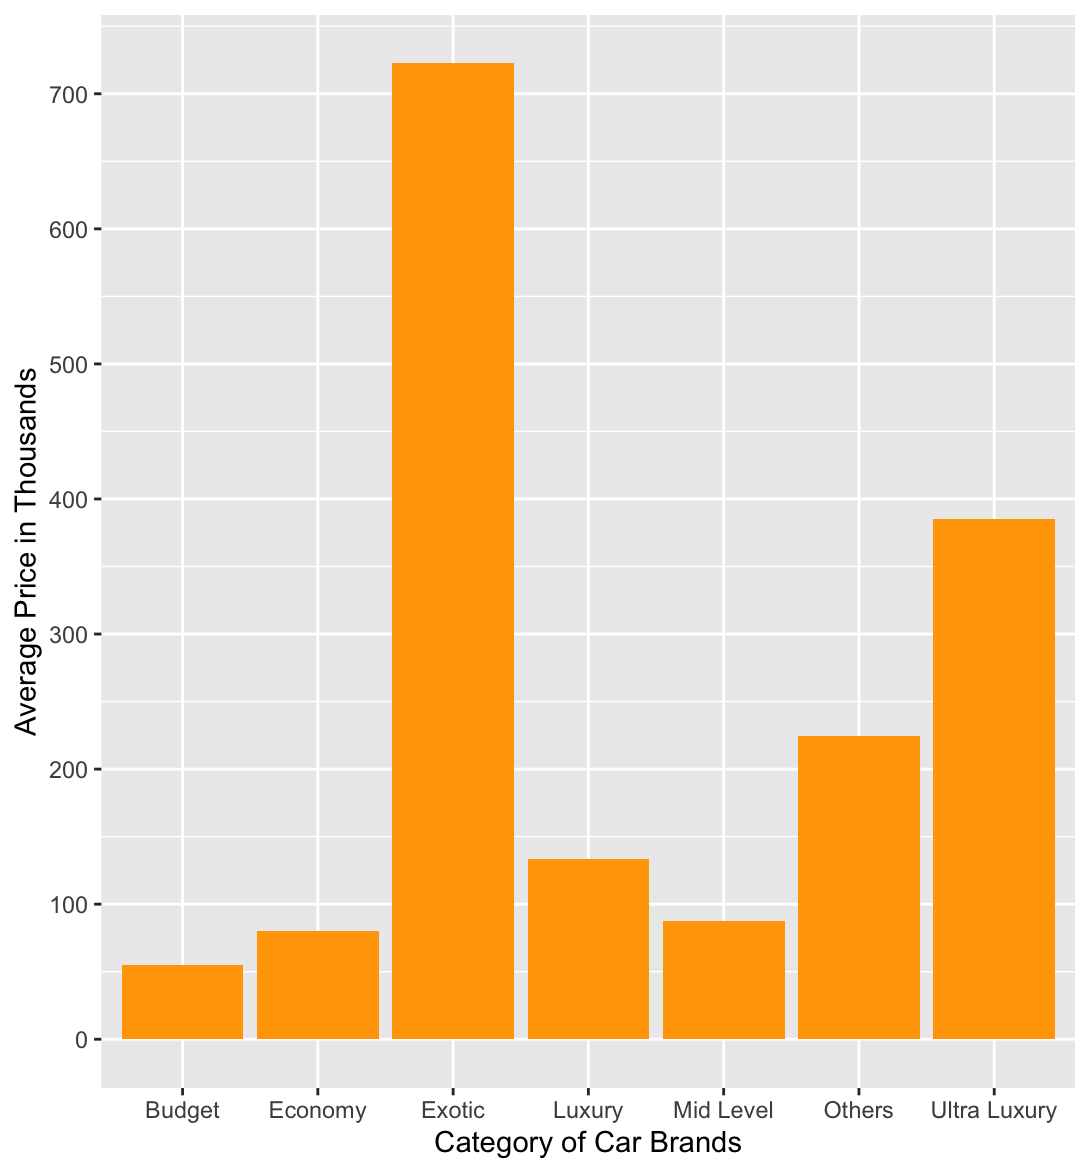 700
600
500
400
300
200
100
0
Average Price in Thousands
Budget Economy Exotic Luxury Mid Level Others Ultra Luxury
Category of Car Brands